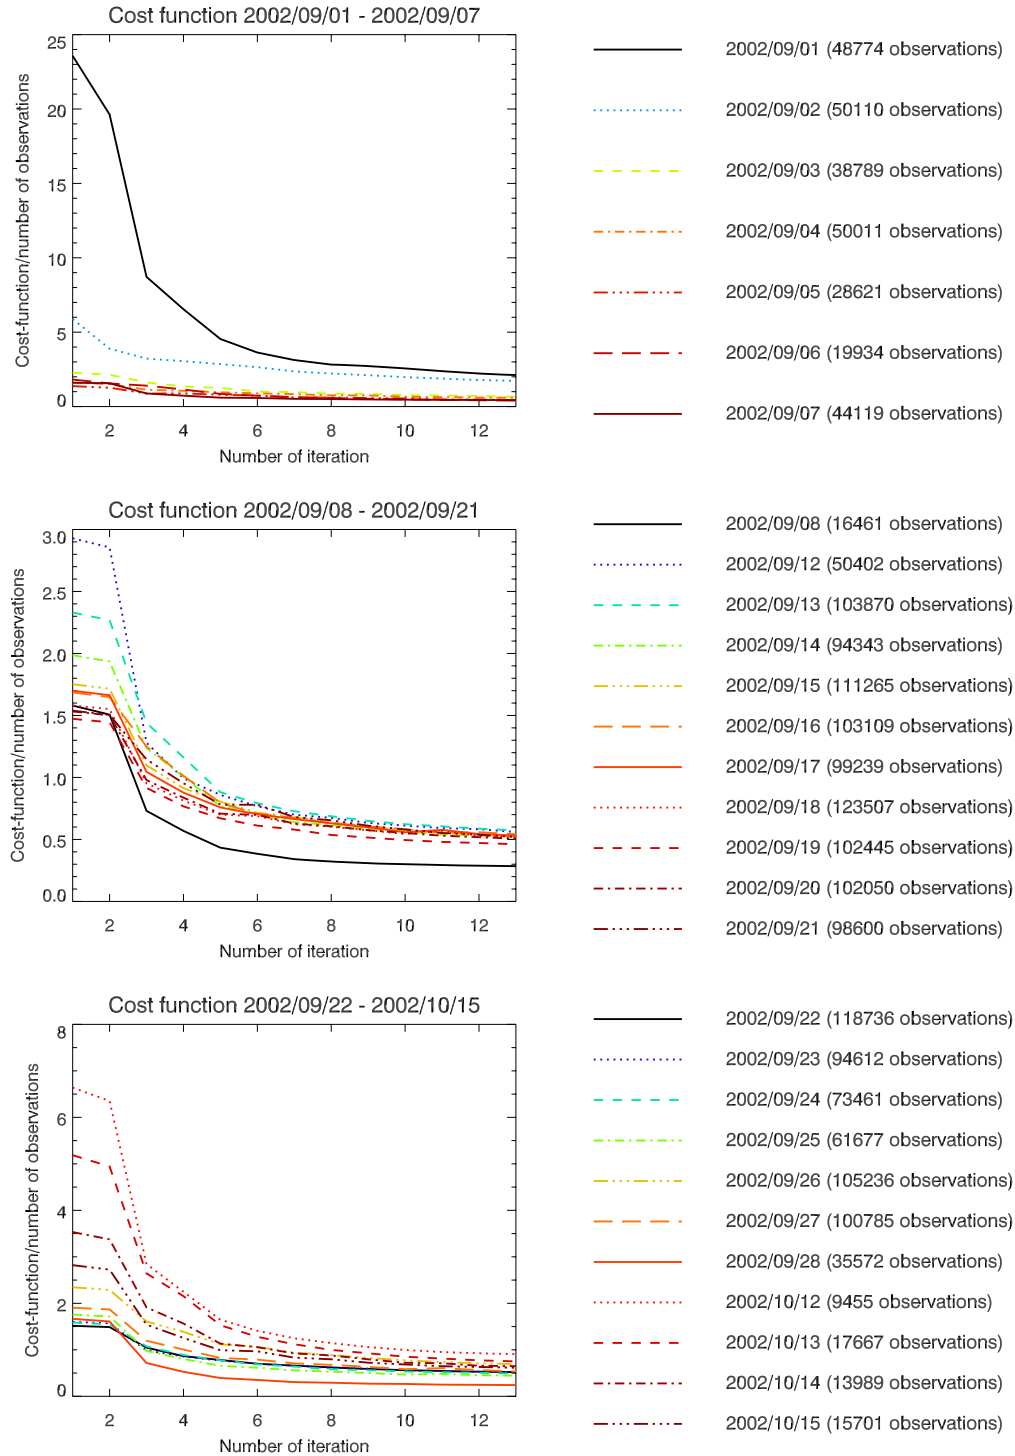 Cost function 2002/09/01 - 2002/09/07
Cost-function/number of observations
25
20
15
10
5
0
2 4 6 8 10 12
Number of iteration
2002/09/01 (48774 observations)
2002/09/02 (50110 observations)
2002/09/03 (38789 observations)
2002/09/04 (50011 observations)
2002/09/05 (28621 observations)
2002/09/06 (19934 observations)
2002/09/07 (44119 observations)
Cost function 2002/09/08 - 2002/09/21
Cost-function/number of observations
3.0
2.5
2.0
1.5
1.0
0.5
0.0
2 4 6 8 10 12
Number of iteration
2002/09/08 (16461 observations)
2002/09/12 (50402 observations)
2002/09/13 (103870 observations)
2002/09/14 (94343 observations)
2002/09/15 (111265 observations)
2002/09/16 (103109 observations)
2002/09/17 (99239 observations)
2002/09/18 (123507 observations)
2002/09/19 (102445 observations)
2002/09/20 (102050 observations)
2002/09/21 (98600 observations)
Cost function 2002/09/22 - 2002/10/15
Cost-function/number of observations
8
6
4
2
0
2 4 6 8 10 12
Number of iteration
2002/09/22 (118736 observations)
2002/09/23 (94612 observations)
2002/09/24 (73461 observations)
2002/09/25 (61677 observations)
2002/09/26 (105236 observations)
2002/09/27 (100785 observations)
2002/09/28 (35572 observations)
2002/10/12 (9455 observations)
2002/10/13 (17667 observations)
2002/10/14 (13989 observations)
2002/10/15 (15701 observations)